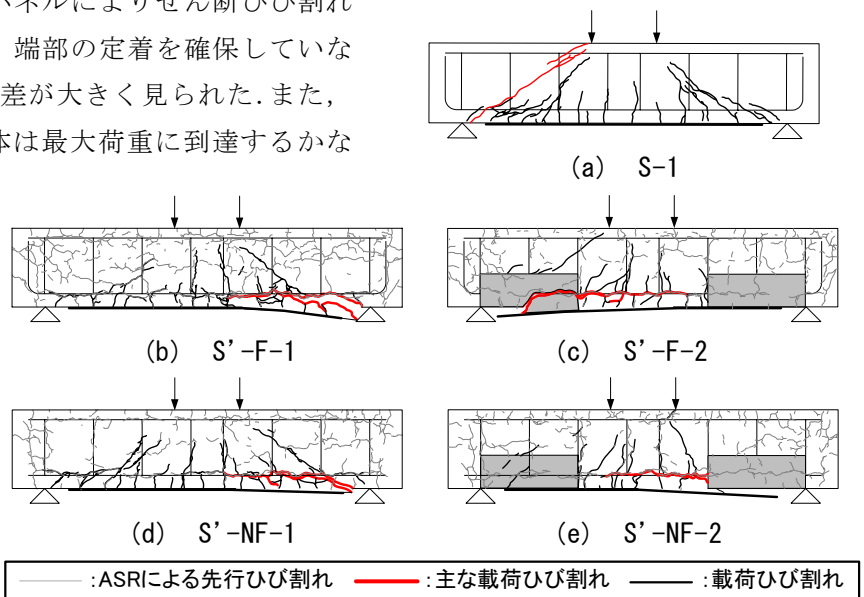 パネルによりせん断ひび割れ
端部の定着を確保していな
差が大きく見られた.また,
体は最大荷重に到達するかな
(a) S-1
(b) S’-F-1
(c) S’-F-2
(d) S’-NF-1
(e) S’-NF-2
:ASRによる先行ひび割れ :主な載荷ひび割れ :載荷ひび割れ